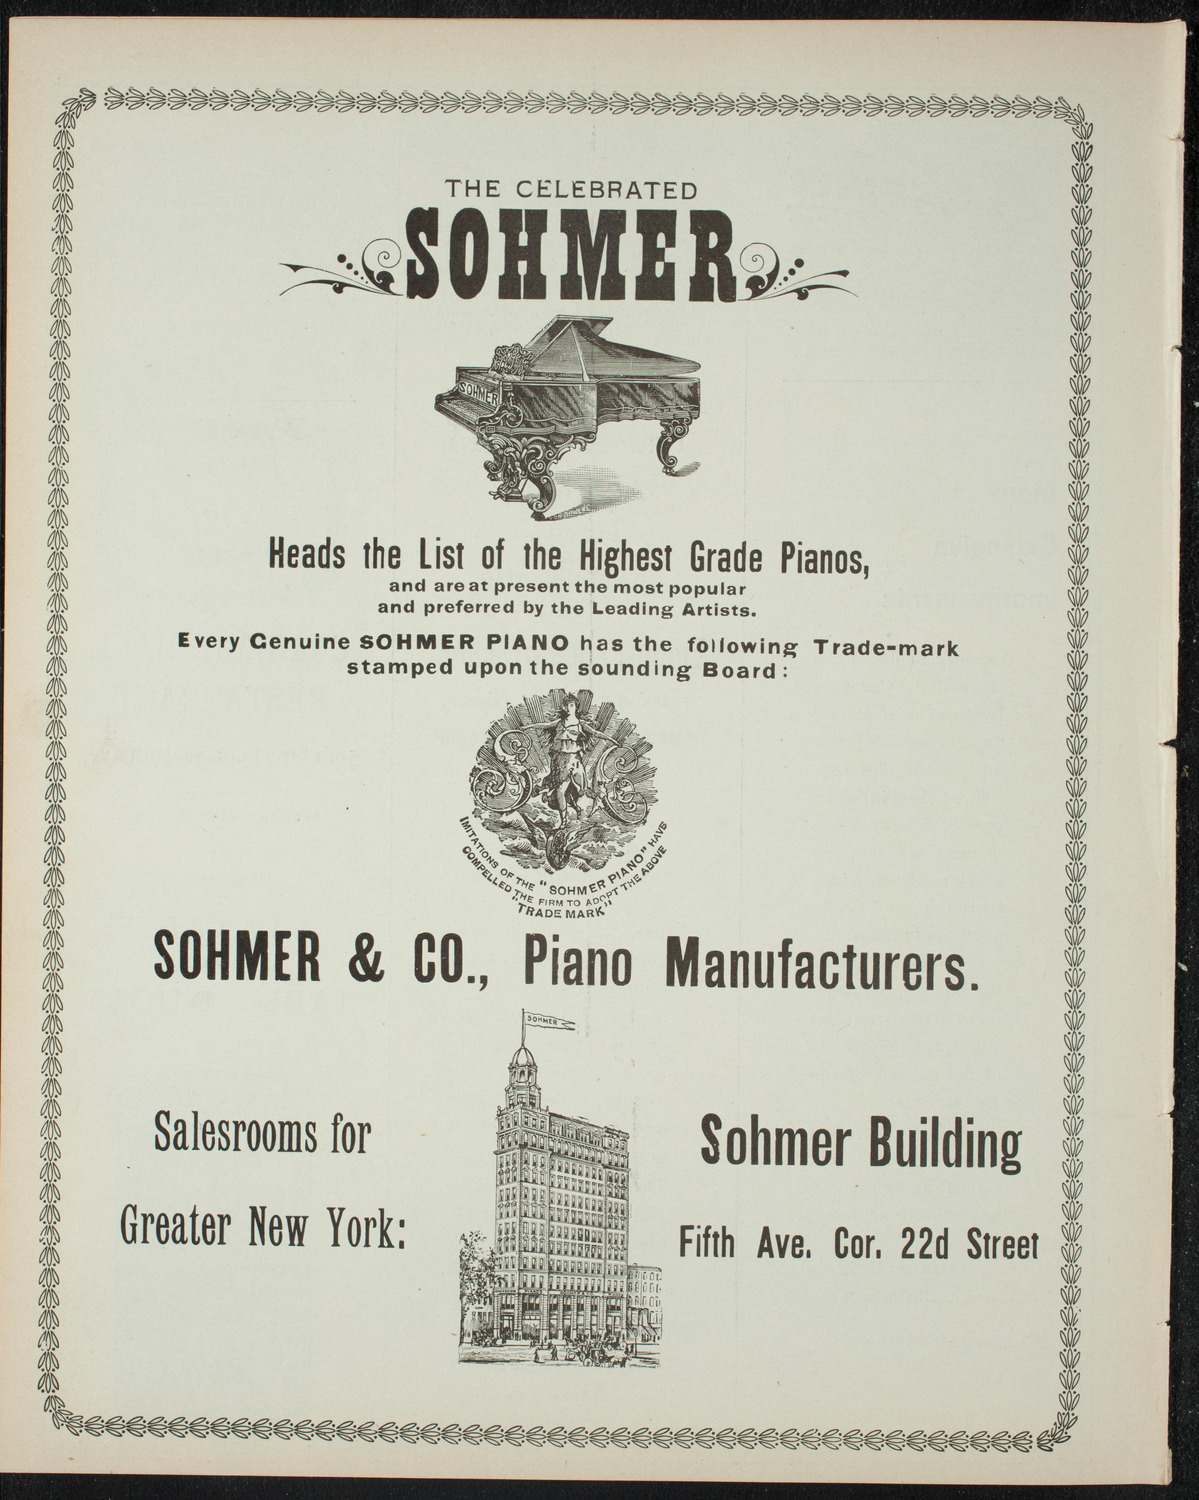 THE CELEBRATED
SOHMER
SOHMER
Heads the List of the Highest Grade Pianos,
and are at present the most popular
and preferred by the Leading Artists.
Every Genuine SOHMER PIANO has the following Trade-mark
stamped upon the sounding Board:
IMITATIONS OF THE "SOHMER PIANO" HAVE
COMPELLED THE FIRM TO ADOPT THE ABOVE
"TRADE MARK"
SOHMER & CO., Piano Manufacturers.
SOHMER
Salesrooms for
Greater New York:
Sohmer Building
Fifth Ave. Cor. 22d Street